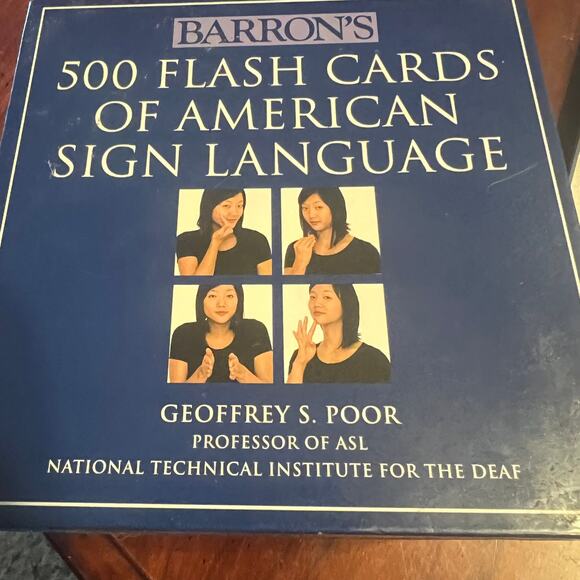 BARRON'S
500 FLASH CARDS
OF AMERICAN
SIGN LANGUAGE
GEOFFREY S. POOR
PROFESSOR OF ASL
NATIONAL TECHNICAL INSTITUTE FOR THE DEAF